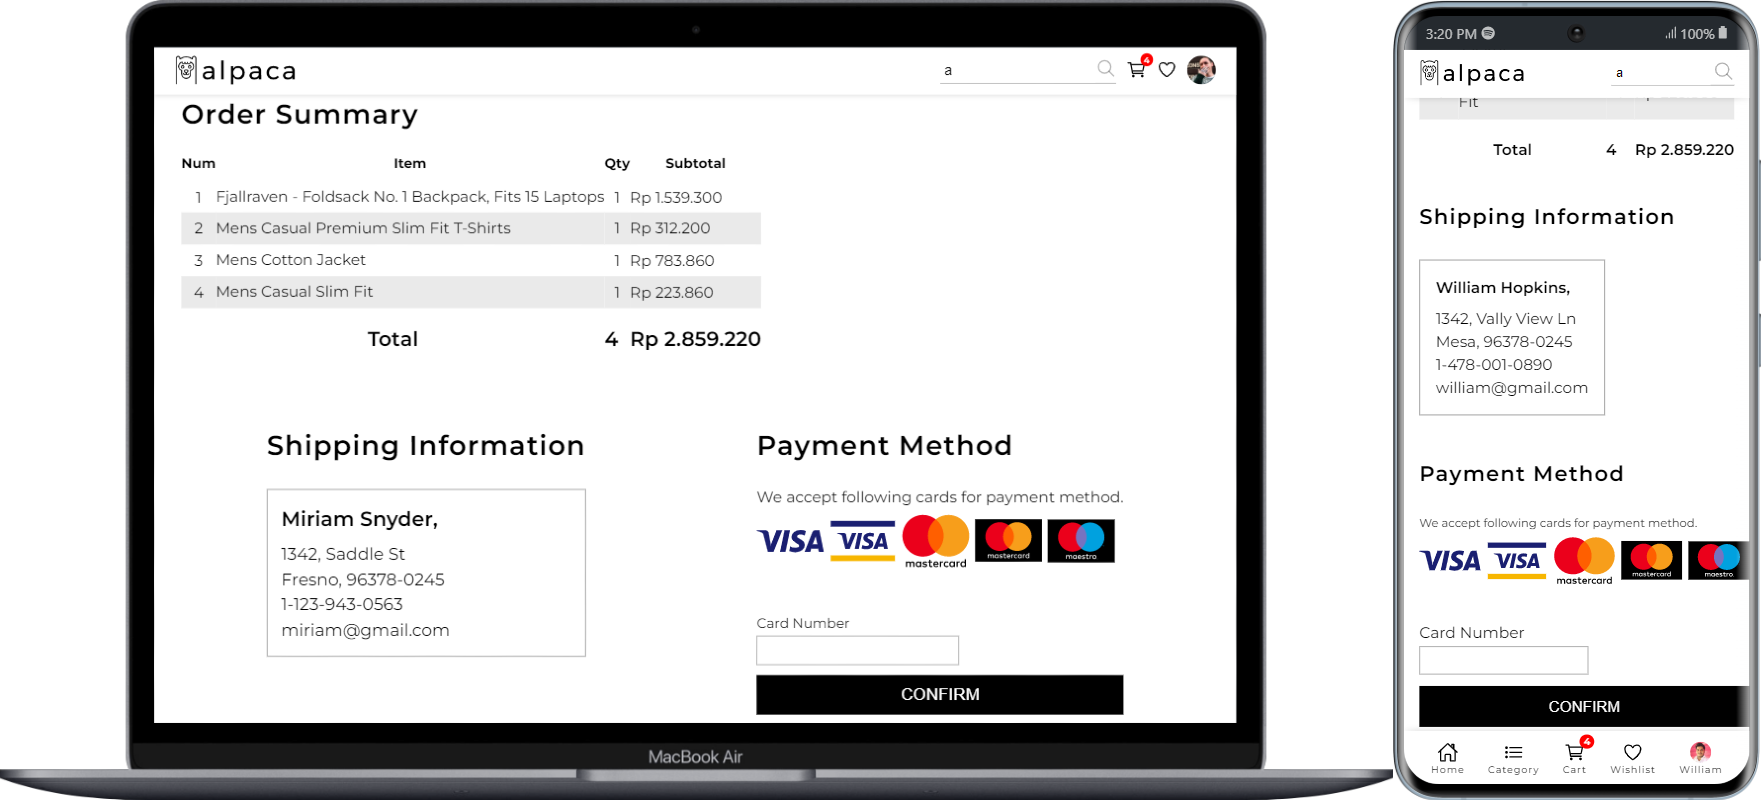 alpaca
a
4
Order Summary
Num Item Qty Subtotal
1 Fjallraven - Foldsack No. 1 Backpack, Fits 15 Laptops 1 Rp 1.539.300
2 Mens Casual Premium Slim Fit T-Shirts 1 Rp 312.200
3 Mens Cotton Jacket 1 Rp 783.860
4 Mens Casual Slim Fit 1 Rp 223.860
Total 4 Rp 2.859.220
Shipping Information
Miriam Snyder,
1342, Saddle St
Fresno, 96378-0245
1-123-943-0563
miriam@gmail.com
Payment Method
We accept following cards for payment method.
VISA VISA mastercard mastercard maestro
Card Number
CONFIRM
MacBook Air
3:20 PM 100%
alpaca
a
Fit
Total 4 Rp 2.859.220
Shipping Information
William Hopkins,
1342, Vally View Ln
Mesa, 96378-0245
1-478-001-0890
william@gmail.com
Payment Method
We accept following cards for payment method.
VISA VISA mastercard mastercard maestro
Card Number
CONFIRM
4
Home Category Cart Wishlist William